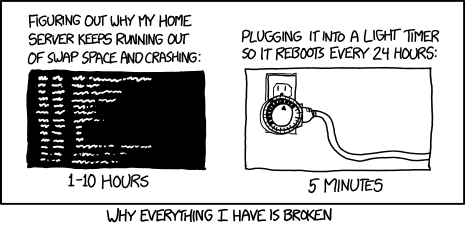 FIGURING OUT WHY MY HOME
SERVER KEEPS RUNNING OUT
OF SWAP SPACE AND CRASHING:
1-10 HOURS
PLUGGING IT INTO A LIGHT TIMER
SO IT REBOOTS EVERY 24 HOURS:
5 MINUTES
WHY EVERYTHING I HAVE IS BROKEN